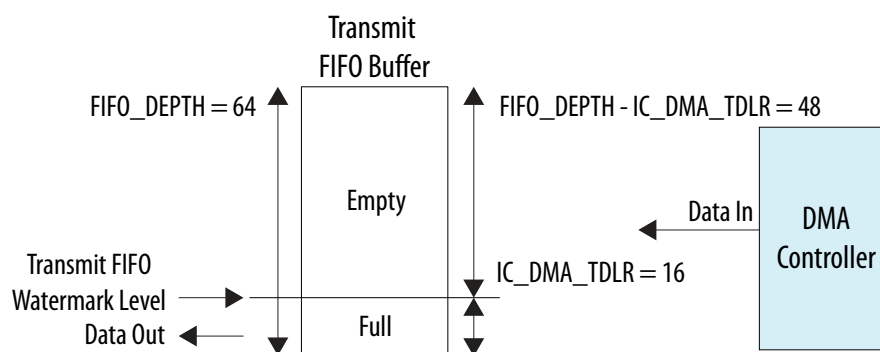 Transmit
FIFO Buffer
FIFO_DEPTH = 64
FIFO_DEPTH - IC_DMA_TDLR = 48
Empty
Data In
DMA
Controller
Transmit FIFO
Watermark Level
IC_DMA_TDLR = 16
Data Out
Full